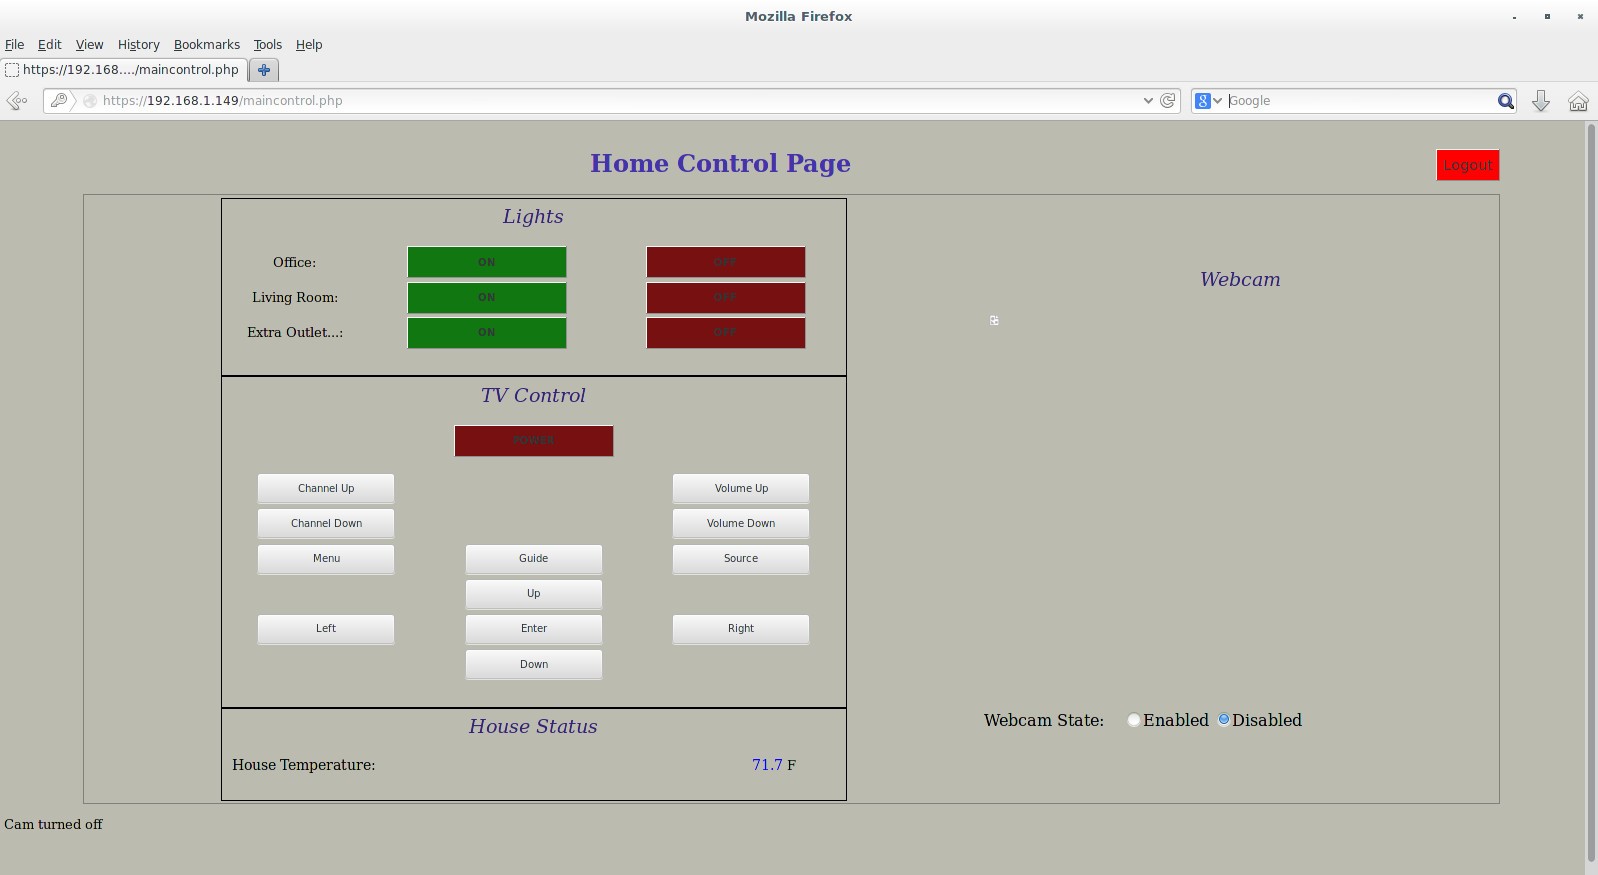 Mozilla Firefox
File Edit View History Bookmarks Tools Help
https://192.168..../maincontrol.php
https://192.168.1.149/maincontrol.php
8 Google
Home Control Page
Logout
Lights
Office: ON OFF
Living Room: ON OFF
Extra Outlet...: ON OFF
Webcam
TV Control
POWER
Channel Up Volume Up
Channel Down Volume Down
Menu Guide Source
Up
Left Enter Right
Down
Webcam State: Enabled Disabled
House Status
House Temperature: 71.7 F
Cam turned off